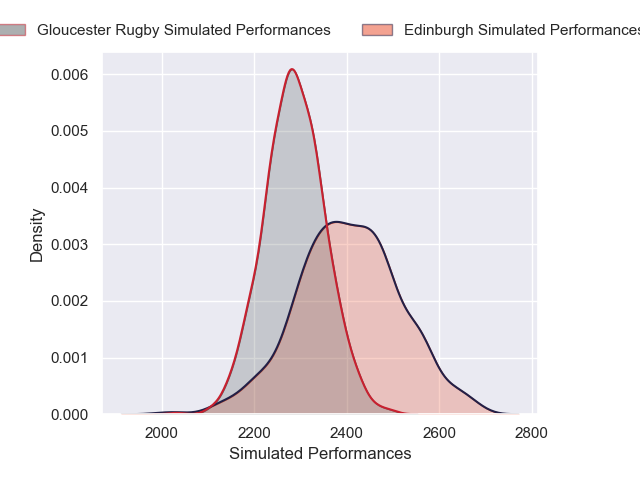 Gloucester Rugby Simulated Performances
Edinburgh Simulated Performances
0.006
0.005
0.004
0.003
0.002
0.001
0.000
Density
2000 2200 2400 2600 2800
Simulated Performances